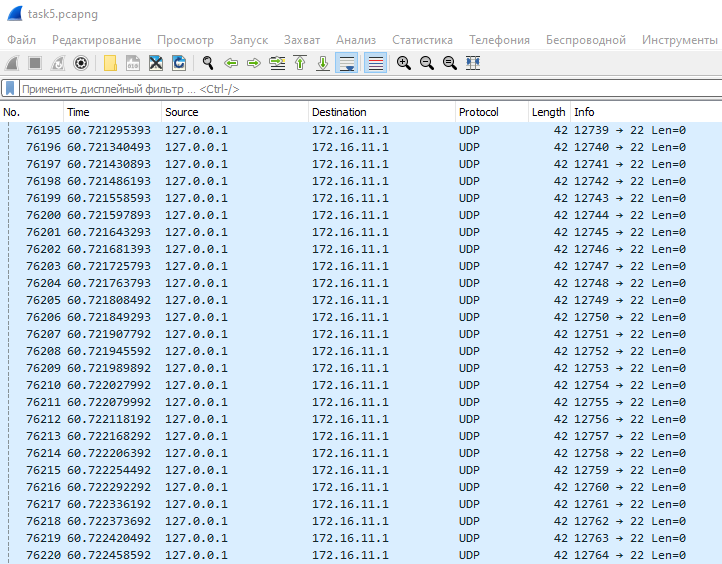 task5.pcapng
Файл Редактирование Просмотр Запуск Захват Анализ Статистика Телефония Беспроводной Инструменты
Применить дисплейный фильтр ... <Ctrl-/>
No. Time Source Destination Protocol Length Info
76195 60.721295393 127.0.0.1 172.16.11.1 UDP 42 12739 → 22 Len=0
76196 60.721340493 127.0.0.1 172.16.11.1 UDP 42 12740 → 22 Len=0
76197 60.721430893 127.0.0.1 172.16.11.1 UDP 42 12741 → 22 Len=0
76198 60.721486193 127.0.0.1 172.16.11.1 UDP 42 12742 → 22 Len=0
76199 60.721558593 127.0.0.1 172.16.11.1 UDP 42 12743 → 22 Len=0
76200 60.721597893 127.0.0.1 172.16.11.1 UDP 42 12744 → 22 Len=0
76201 60.721643293 127.0.0.1 172.16.11.1 UDP 42 12745 → 22 Len=0
76202 60.721681393 127.0.0.1 172.16.11.1 UDP 42 12746 → 22 Len=0
76203 60.721725793 127.0.0.1 172.16.11.1 UDP 42 12747 → 22 Len=0
76204 60.721763793 127.0.0.1 172.16.11.1 UDP 42 12748 → 22 Len=0
76205 60.721808492 127.0.0.1 172.16.11.1 UDP 42 12749 → 22 Len=0
76206 60.721849293 127.0.0.1 172.16.11.1 UDP 42 12750 → 22 Len=0
76207 60.721907792 127.0.0.1 172.16.11.1 UDP 42 12751 → 22 Len=0
76208 60.721945592 127.0.0.1 172.16.11.1 UDP 42 12752 → 22 Len=0
76209 60.721989892 127.0.0.1 172.16.11.1 UDP 42 12753 → 22 Len=0
76210 60.722027992 127.0.0.1 172.16.11.1 UDP 42 12754 → 22 Len=0
76211 60.722079992 127.0.0.1 172.16.11.1 UDP 42 12755 → 22 Len=0
76212 60.722118192 127.0.0.1 172.16.11.1 UDP 42 12756 → 22 Len=0
76213 60.722168292 127.0.0.1 172.16.11.1 UDP 42 12757 → 22 Len=0
76214 60.722206392 127.0.0.1 172.16.11.1 UDP 42 12758 → 22 Len=0
76215 60.722254492 127.0.0.1 172.16.11.1 UDP 42 12759 → 22 Len=0
76216 60.722292292 127.0.0.1 172.16.11.1 UDP 42 12760 → 22 Len=0
76217 60.722336192 127.0.0.1 172.16.11.1 UDP 42 12761 → 22 Len=0
76218 60.722373692 127.0.0.1 172.16.11.1 UDP 42 12762 → 22 Len=0
76219 60.722420492 127.0.0.1 172.16.11.1 UDP 42 12763 → 22 Len=0
76220 60.722458592 127.0.0.1 172.16.11.1 UDP 42 12764 → 22 Len=0